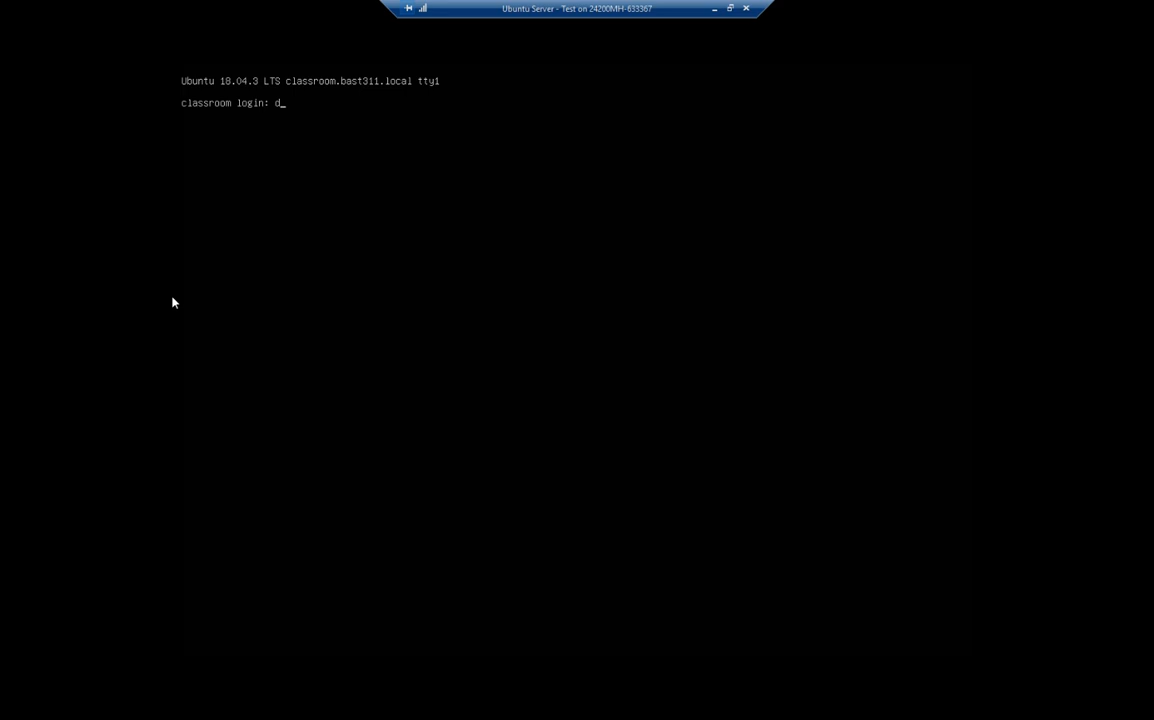 Ubuntu Server - Test on 24200MH-633367
Ubuntu 18.04.3 LTS classroom.bast311.local tty1
classroom login: d_